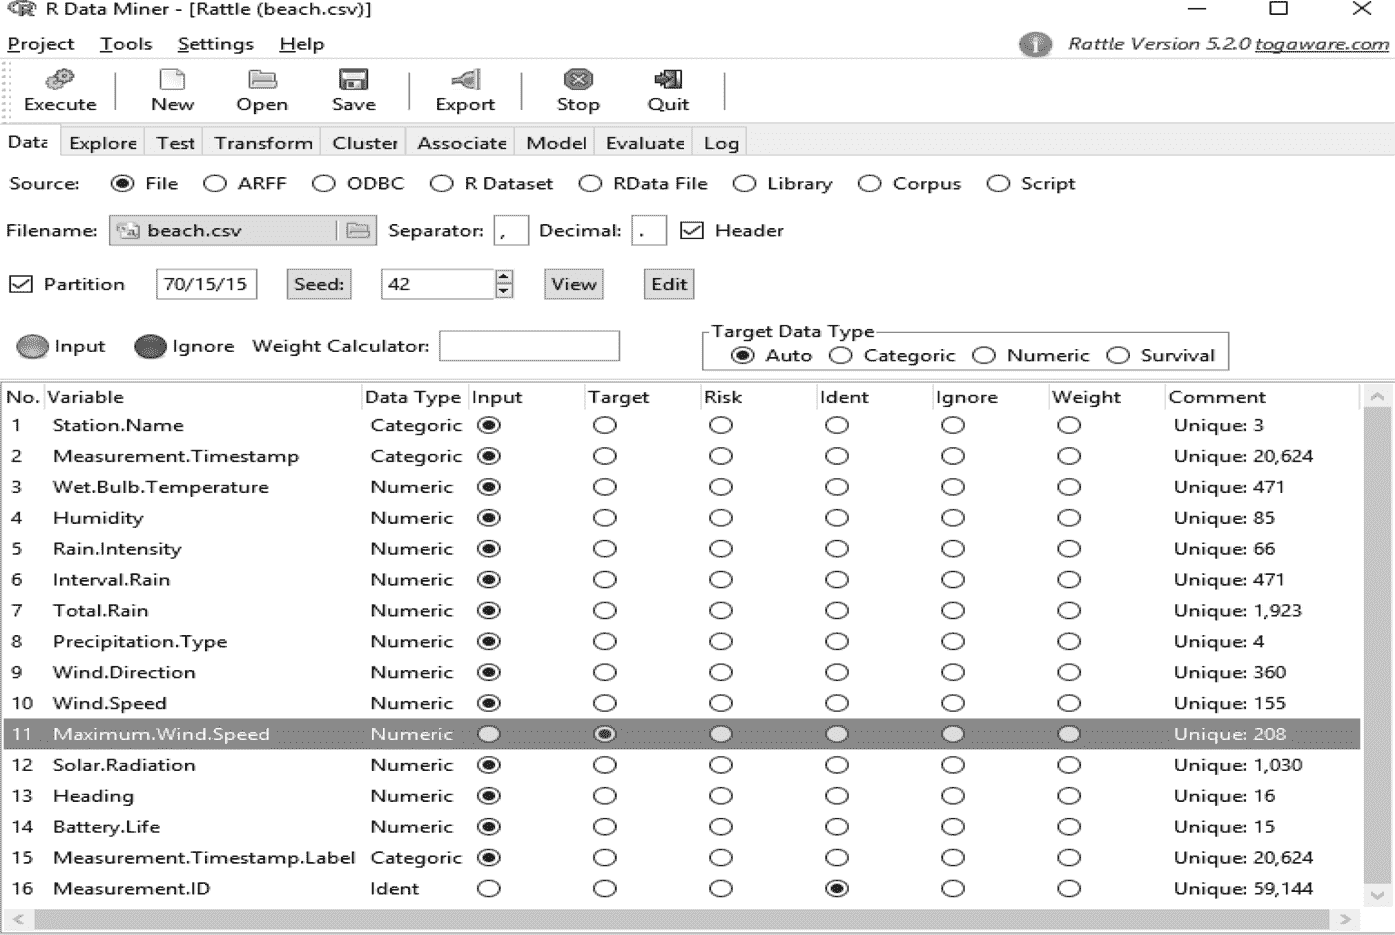 R Data Miner - [Rattle (beach.csv)]
Project Tools Settings Help Rattle Version 5.2.0 togaware.com
Execute New Open Save Export Stop Quit
Data Explore Test Transform Cluster Associate Model Evaluate Log
Source: File ARFF ODBC R Dataset RData File Library Corpus Script
Filename: beach.csv Separator: , Decimal: . Header
Partition 70/15/15 Seed: 42 View Edit
Target Data Type
Input Ignore Weight Calculator: Auto Categoric Numeric Survival
No. Variable Data Type Input Target Risk Ident Ignore Weight Comment
1 Station.Name Categoric Unique: 3
2 Measurement.Timestamp Categoric Unique: 20,624
3 Wet.Bulb.Temperature Numeric Unique: 471
4 Humidity Numeric Unique: 85
5 Rain.Intensity Numeric Unique: 66
6 Interval.Rain Numeric Unique: 471
7 Total.Rain Numeric Unique: 1,923
8 Precipitation.Type Numeric Unique: 4
9 Wind.Direction Numeric Unique: 360
10 Wind.Speed Numeric Unique: 155
11 Maximum.Wind.Speed Numeric Unique: 208
12 Solar.Radiation Numeric Unique: 1,030
13 Heading Numeric Unique: 16
14 Battery.Life Numeric Unique: 15
15 Measurement.Timestamp.Label Categoric Unique: 20,624
16 Measurement.ID Ident Unique: 59,144